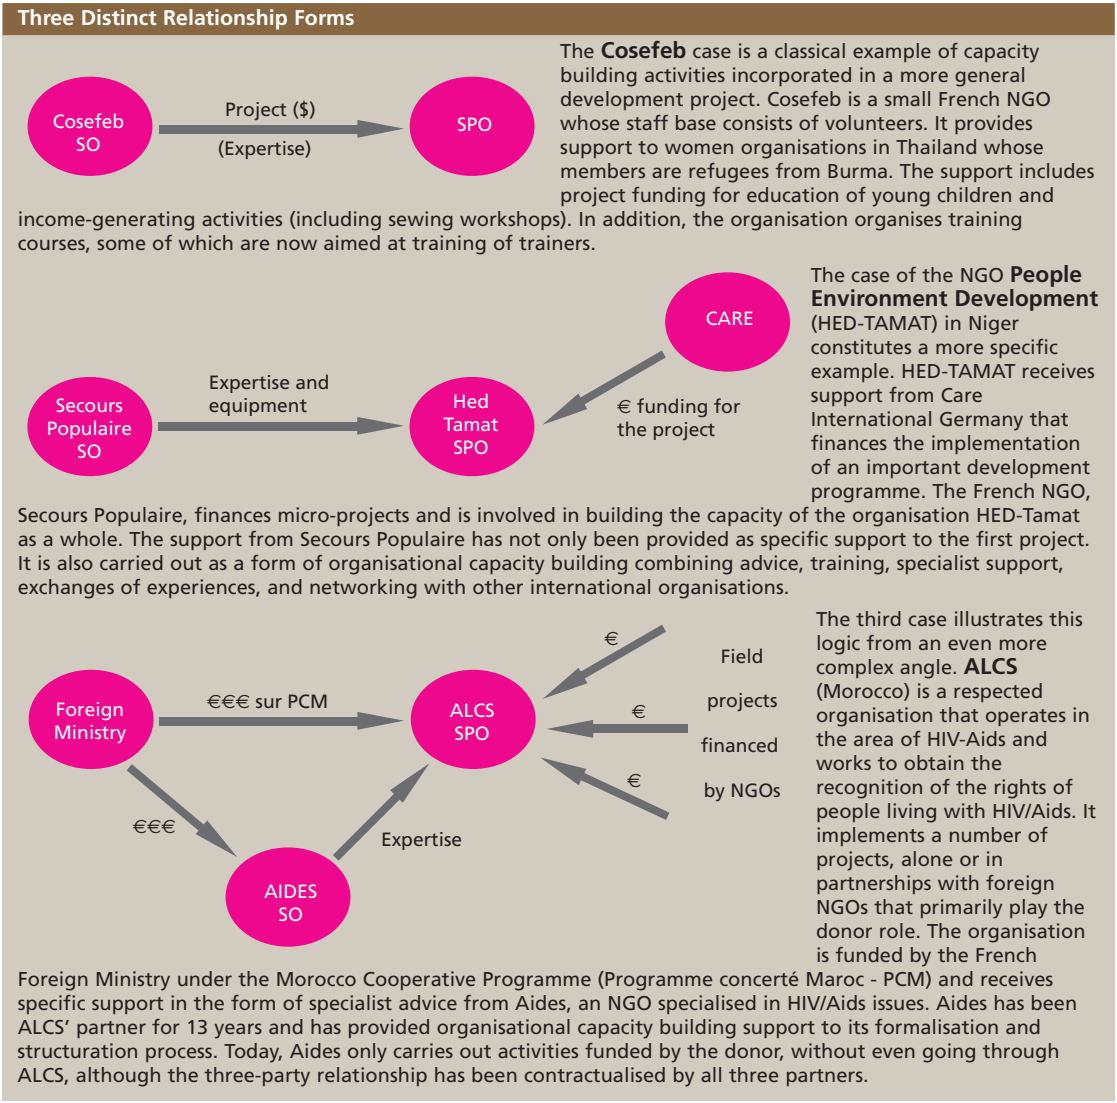 Three Distinct Relationship Forms
Cosefeb
SO
Project ($)
(Expertise)
SPO
The Cosefeb case is a classical example of capacity
building activities incorporated in a more general
development project. Cosefeb is a small French NGO
whose staff base consists of volunteers. It provides
support to women organisations in Thailand whose
members are refugees from Burma. The support includes
project funding for education of young children and
income-generating activities (including sewing workshops). In addition, the organisation organises training
courses, some of which are now aimed at training of trainers.
Secours
Populaire
SO
Expertise and
equipment
Hed
Tamat
SPO
CARE
€ funding for
the project
The case of the NGO People
Environment Development
(HED-TAMAT) in Niger
constitutes a more specific
example. HED-TAMAT receives
support from Care
International Germany that
finances the implementation
of an important development
programme. The French NGO,
Secours Populaire, finances micro-projects and is involved in building the capacity of the organisation HED-Tamat
as a whole. The support from Secours Populaire has not only been provided as specific support to the first project.
It is also carried out as a form of organisational capacity building combining advice, training, specialist support,
exchanges of experiences, and networking with other international organisations.
Foreign
Ministry
€€€ sur PCM
€€€
AIDES
SO
Expertise
ALCS
SPO
€
€
€
Field
projects
financed
by NGOs
The third case illustrates this
logic from an even more
complex angle. ALCS
(Morocco) is a respected
organisation that operates in
the area of HIV-Aids and
works to obtain the
recognition of the rights of
people living with HIV/Aids. It
implements a number of
projects, alone or in
partnerships with foreign
NGOs that primarily play the
donor role. The organisation
is funded by the French
Foreign Ministry under the Morocco Cooperative Programme (Programme concerté Maroc - PCM) and receives
specific support in the form of specialist advice from Aides, an NGO specialised in HIV/Aids issues. Aides has been
ALCS’ partner for 13 years and has provided organisational capacity building support to its formalisation and
structuration process. Today, Aides only carries out activities funded by the donor, without even going through
ALCS, although the three-party relationship has been contractualised by all three partners.